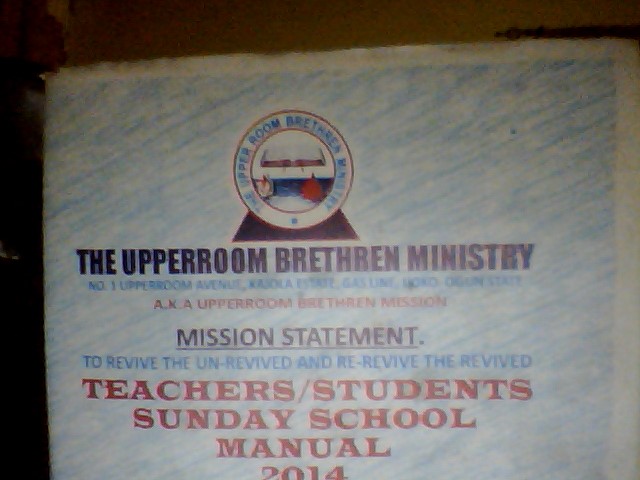 THE UPPER ROOM BRETHREN MINISTRY
THE UPPERROOM BRETHREN MINISTRY
NO. 1 UPPERROOM AVENUE, KAJOLA ESTATE, GAS LINE, IJOKO. OGUN STATE
A.K.A UPPERROOM BRETHREN MISSION
MISSION STATEMENT.
TO REVIVE THE UN-REVIVED AND RE-REVIVE THE REVIVED
TEACHERS/STUDENTS
SUNDAY SCHOOL
MANUAL
2014